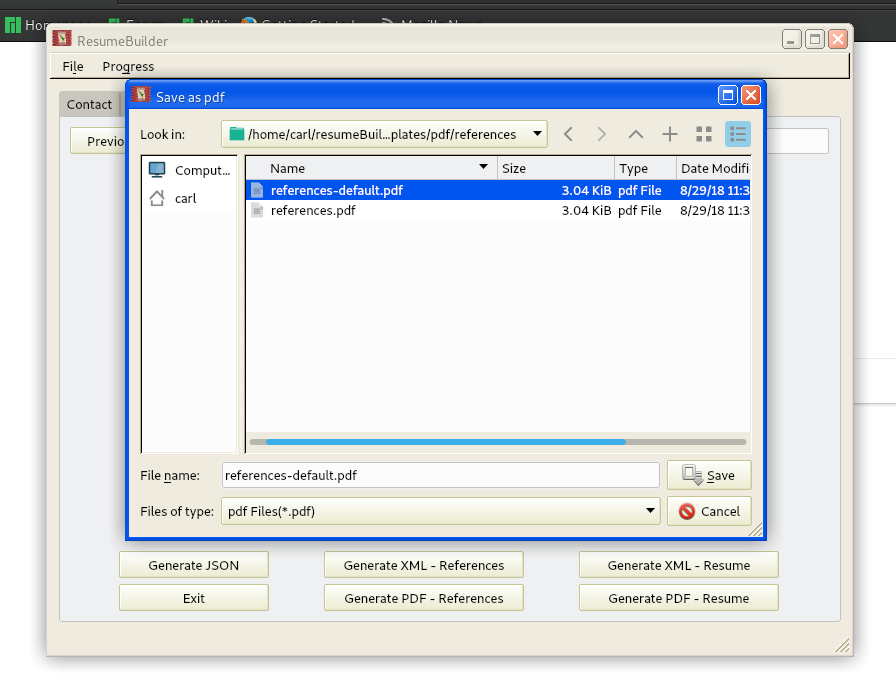 ResumeBuilder
File Progress
Save as pdf
Contact
Look in: /home/carl/resumeBuil...plates/pdf/references
Previo
Comput...
carl
Name Size Type Date Modifi
references-default.pdf 3.04 KiB pdf File 8/29/18 11:3
references.pdf 3.04 KiB pdf File 8/29/18 11:3
File name: references-default.pdf Save
Files of type: pdf Files(*.pdf) Cancel
Generate JSON Generate XML - References Generate XML - Resume
Exit Generate PDF - References Generate PDF - Resume